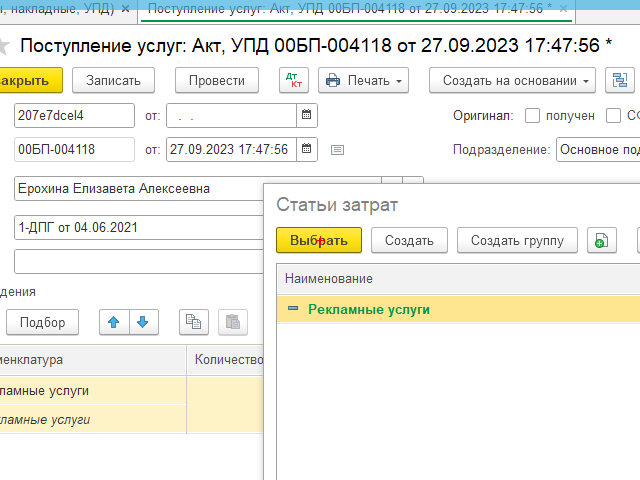 , накладные, УПД) ×
Поступление услуг: Акт, УПД 00БП-004118 от 27.09.2023 17:47:56 * ×
Поступление услуг: Акт, УПД 00БП-004118 от 27.09.2023 17:47:56 *
закрыть Записать Провести Дт Кт Печать Создать на основании
207e7dcel4 от: . . Оригинал: получен СФ
00БП-004118 от: 27.09.2023 17:47:56 Подразделение: Основное под
Ерохина Елизавета Алексеевна
1-ДПГ от 04.06.2021
дения
Подбор
менклатура Количество
ламные услуги
кламные услуги
Статьи затрат
Выбрать Создать Создать группу
Наименование
Рекламные услуги